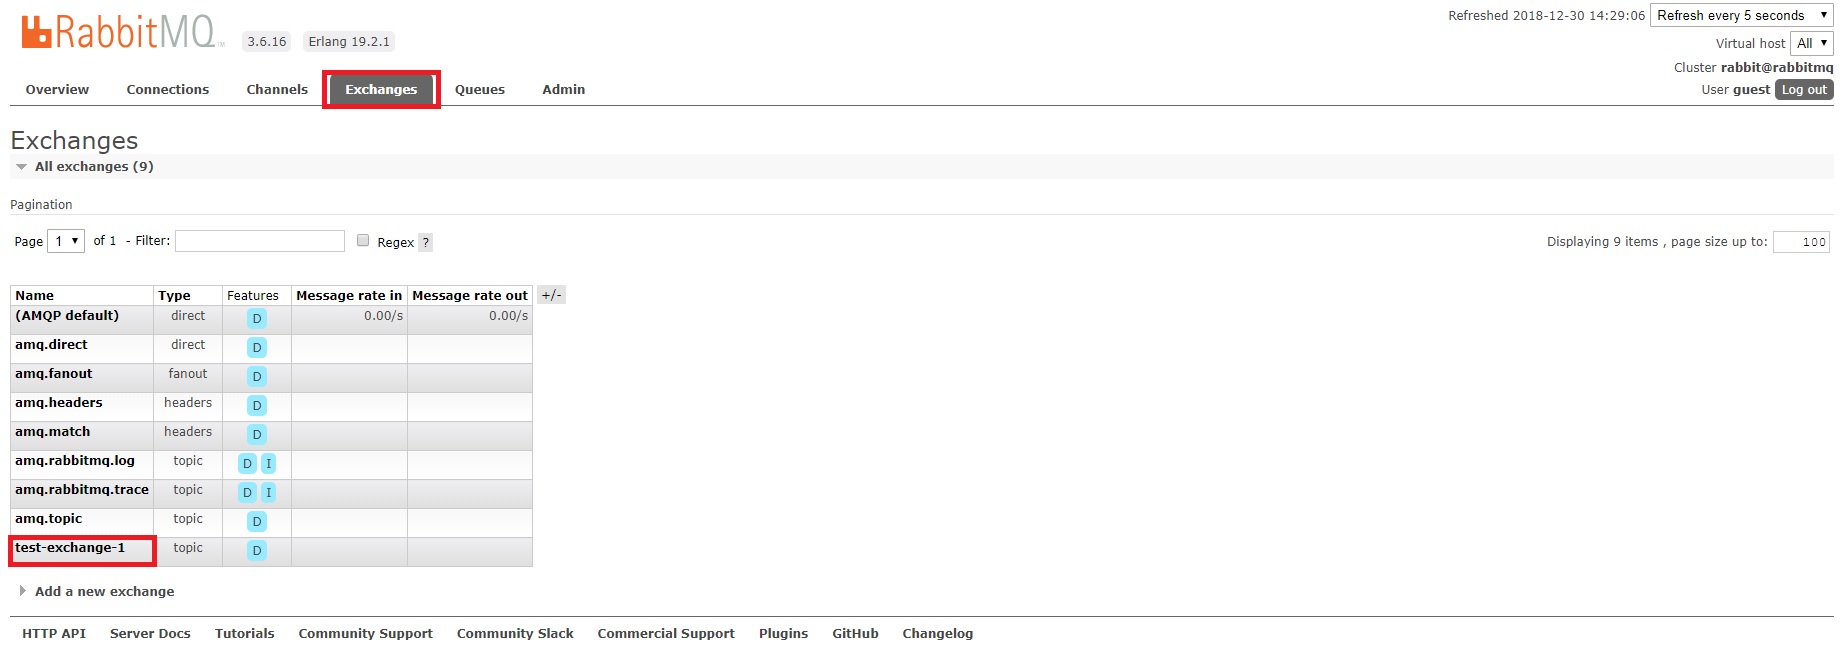 RabbitMQ TM 3.6.16 Erlang 19.2.1
Refreshed 2018-12-30 14:29:06 Refresh every 5 seconds
Virtual host All
Cluster rabbit@rabbitmq
User guest Log out
Overview Connections Channels Exchanges Queues Admin
Exchanges
All exchanges (9)
Pagination
Page 1 of 1 - Filter: Regex ? Displaying 9 items , page size up to: 100
Name Type Features Message rate in Message rate out +/-
(AMQP default) direct D 0.00/s 0.00/s
amq.direct direct D
amq.fanout fanout D
amq.headers headers D
amq.match headers D
amq.rabbitmq.log topic D I
amq.rabbitmq.trace topic D I
amq.topic topic D
test-exchange-1 topic D
Add a new exchange
HTTP API Server Docs Tutorials Community Support Community Slack Commercial Support Plugins GitHub Changelog